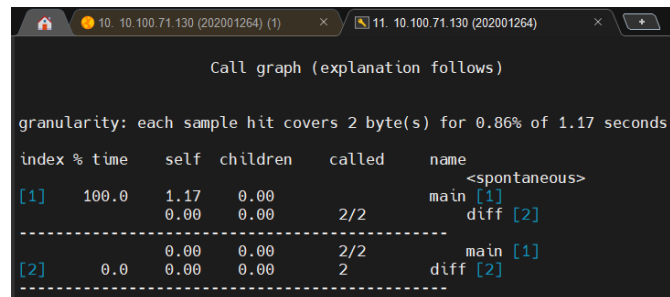 10. 10.100.71.130 (202001264) (1)
11. 10.100.71.130 (202001264)
Call graph (explanation follows)
granularity: each sample hit covers 2 byte(s) for 0.86% of 1.17 seconds
index % time    self  children    called     name
                                                 <spontaneous>
[1]    100.0    1.17    0.00                 main [1]
                0.00    0.00       2/2           diff [2]
-----------------------------------------------
                0.00    0.00       2/2           main [1]
[2]      0.0    0.00    0.00       2         diff [2]
-----------------------------------------------